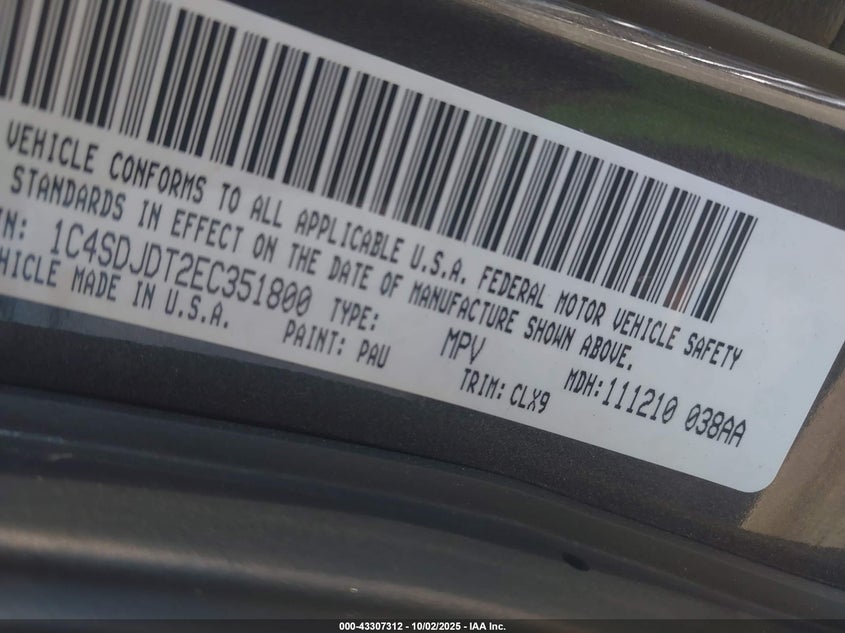 VEHICLE CONFORMS TO ALL APPLICABLE U.S.A. FEDERAL MOTOR VEHICLE SAFETY
STANDARDS IN EFFECT ON THE DATE OF MANUFACTURE SHOWN ABOVE.
IN: 1C4SDJDT2EC351800 TYPE: MPV MDH: 111210 038AA
HICLE MADE IN U.S.A. PAINT: PAU TRIM: CLX9
000-43307312 - 10/02/2025 - IAA Inc.